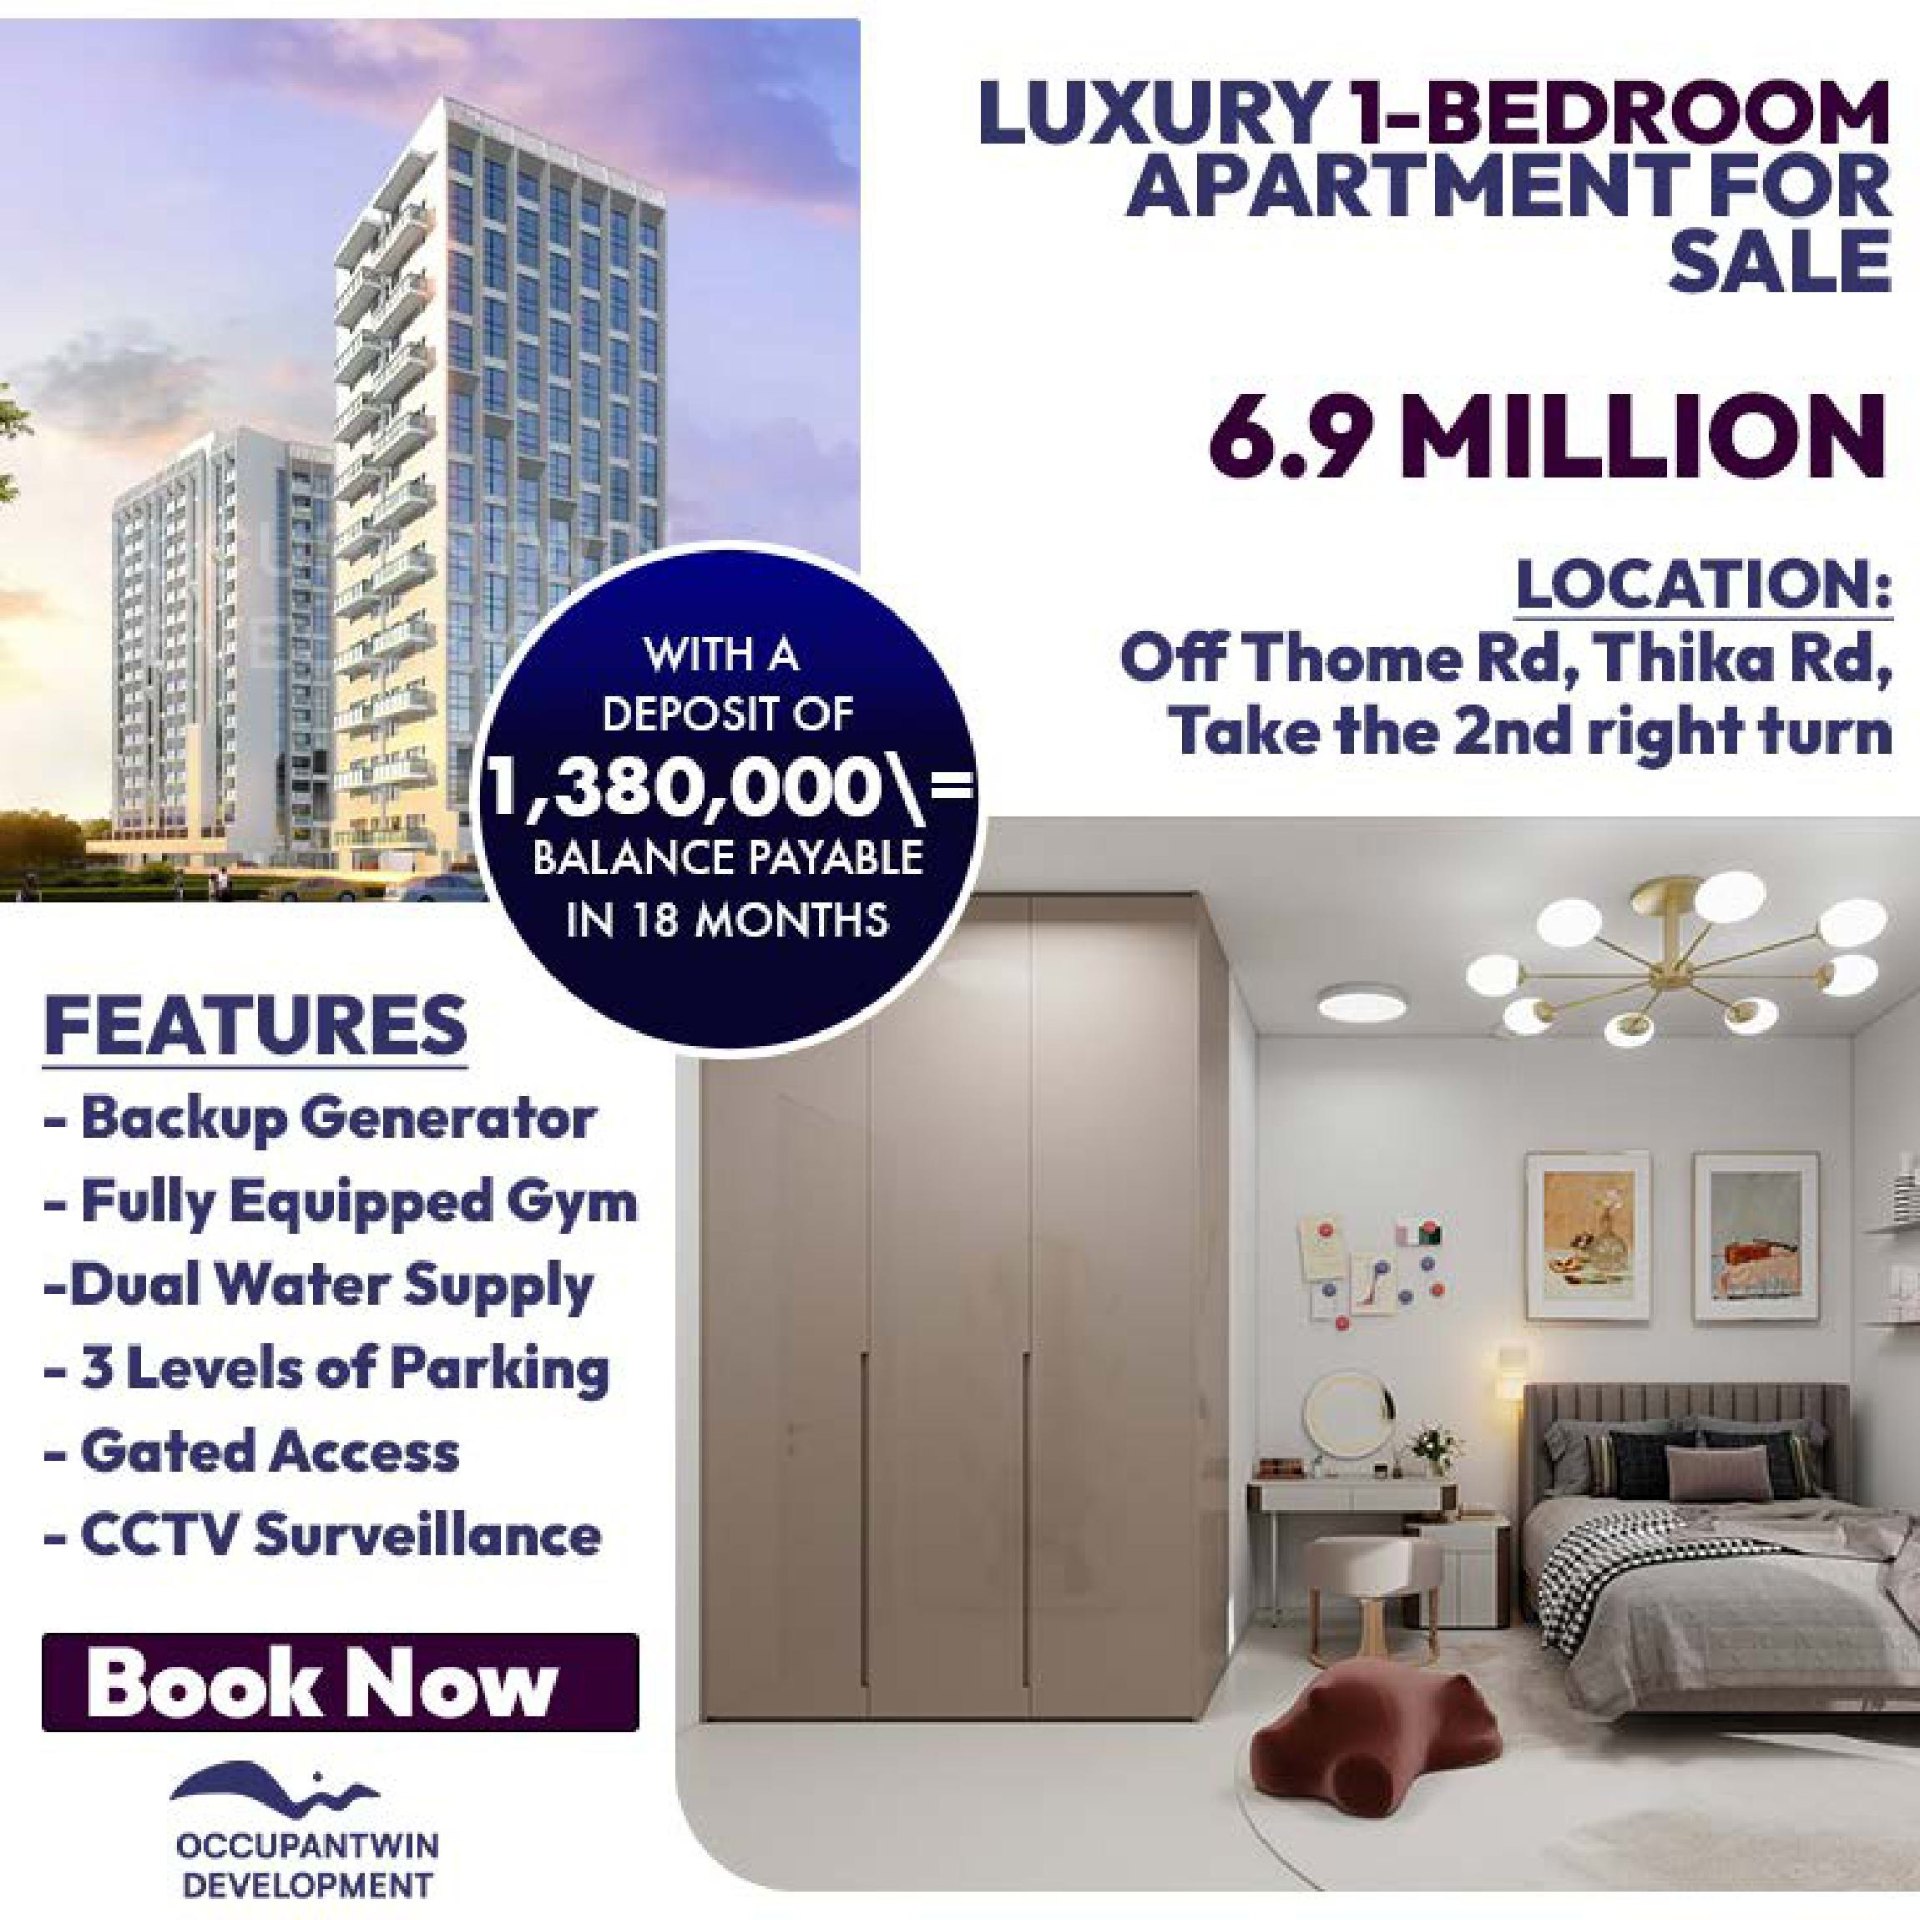 LUXURY 1-BEDROOM
APARTMENT FOR
SALE
6.9 MILLION
LOCATION:
Off Thome Rd, Thika Rd,
Take the 2nd right turn
WITH A
DEPOSIT OF
1,380,000\=
BALANCE PAYABLE
IN 18 MONTHS
FEATURES
- Backup Generator
- Fully Equipped Gym
-Dual Water Supply
- 3 Levels of Parking
- Gated Access
- CCTV Surveillance
Book Now
OCCUPANTWIN
DEVELOPMENT